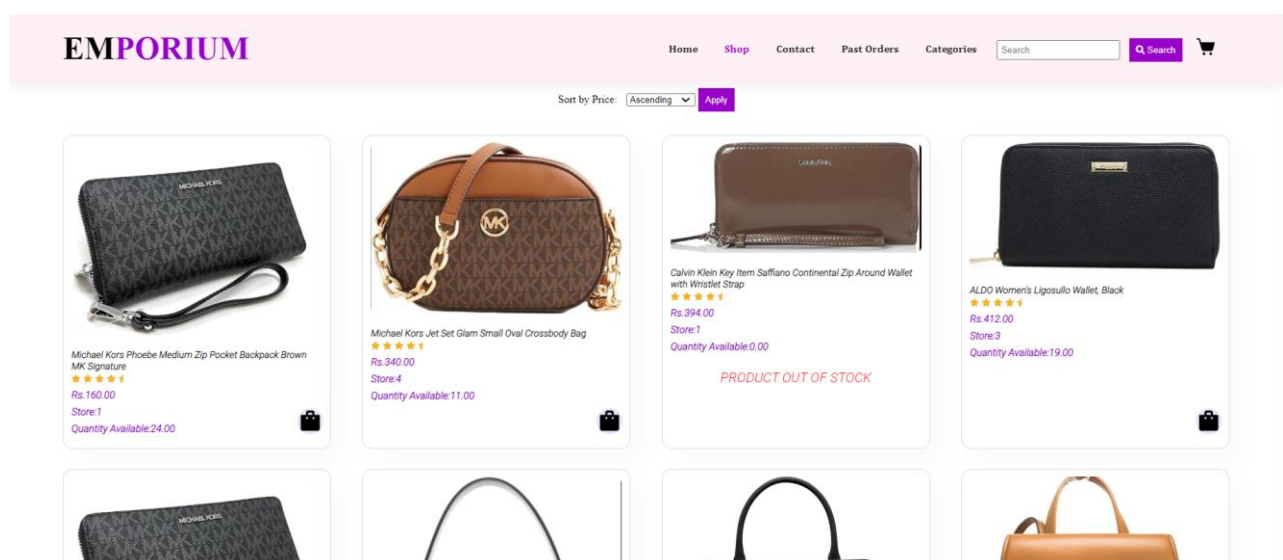 EMPORIUM
Home Shop Contact Past Orders Categories Search Search
Sort by Price: Ascending Apply
MICHAEL KORS
Michael Kors Phoebe Medium Zip Pocket Backpack Brown
MK Signature
Rs.160.00
Store:1
Quantity Available:24.00
MK
Michael Kors Jet Set Glam Small Oval Crossbody Bag
Rs.340.00
Store:4
Quantity Available:11.00
Calvin Klein
Calvin Klein Key Item Saffiano Continental Zip Around Wallet
with Wristlet Strap
Rs.394.00
Store:1
Quantity Available:0.00
PRODUCT OUT OF STOCK
ALDO Women's Ligosullo Wallet, Black
Rs.412.00
Store:3
Quantity Available:19.00
MICHAEL KORS